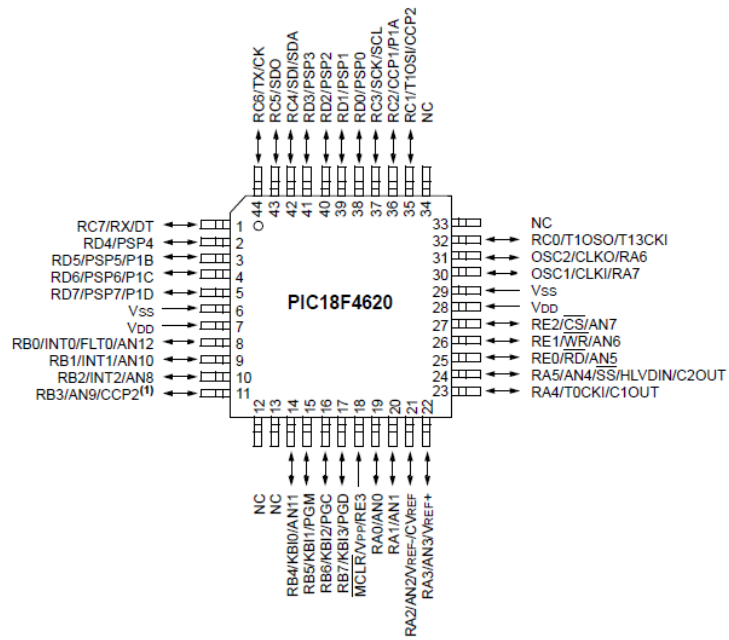 RC6/TX/CK
RC5/SDO
RC4/SDI/SDA
RD3/PSP3
RD2/PSP2
RD1/PSP1
RD0/PSP0
RC3/SCK/SCL
RC2/CCP1/P1A
RC1/T1OSI/CCP2
NC
44
43
42
41
40
39
38
37
36
35
34
RC7/RX/DT 1
RD4/PSP4 2
RD5/PSP5/P1B 3
RD6/PSP6/P1C 4
RD7/PSP7/P1D 5
VSS 6
VDD 7
RB0/INT0/FLT0/AN12 8
RB1/INT1/AN10 9
RB2/INT2/AN8 10
RB3/AN9/CCP2(1) 11
PIC18F4620
33 NC
32 RC0/T1OSO/T13CKI
31 OSC2/CLKO/RA6
30 OSC1/CLKI/RA7
29 VSS
28 VDD
27 RE2/CS/AN7
26 RE1/WR/AN6
25 RE0/RD/AN5
24 RA5/AN4/SS/HLVDIN/C2OUT
23 RA4/T0CKI/C1OUT
12
13
14
15
16
17
18
19
20
21
22
NC
NC
RB4/KBI0/AN11
RB5/KBI1/PGM
RB6/KBI2/PGC
RB7/KBI3/PGD
MCLR/VPP/RE3
RA0/AN0
RA1/AN1
RA2/AN2/VREF-/CVREF
RA3/AN3/VREF+